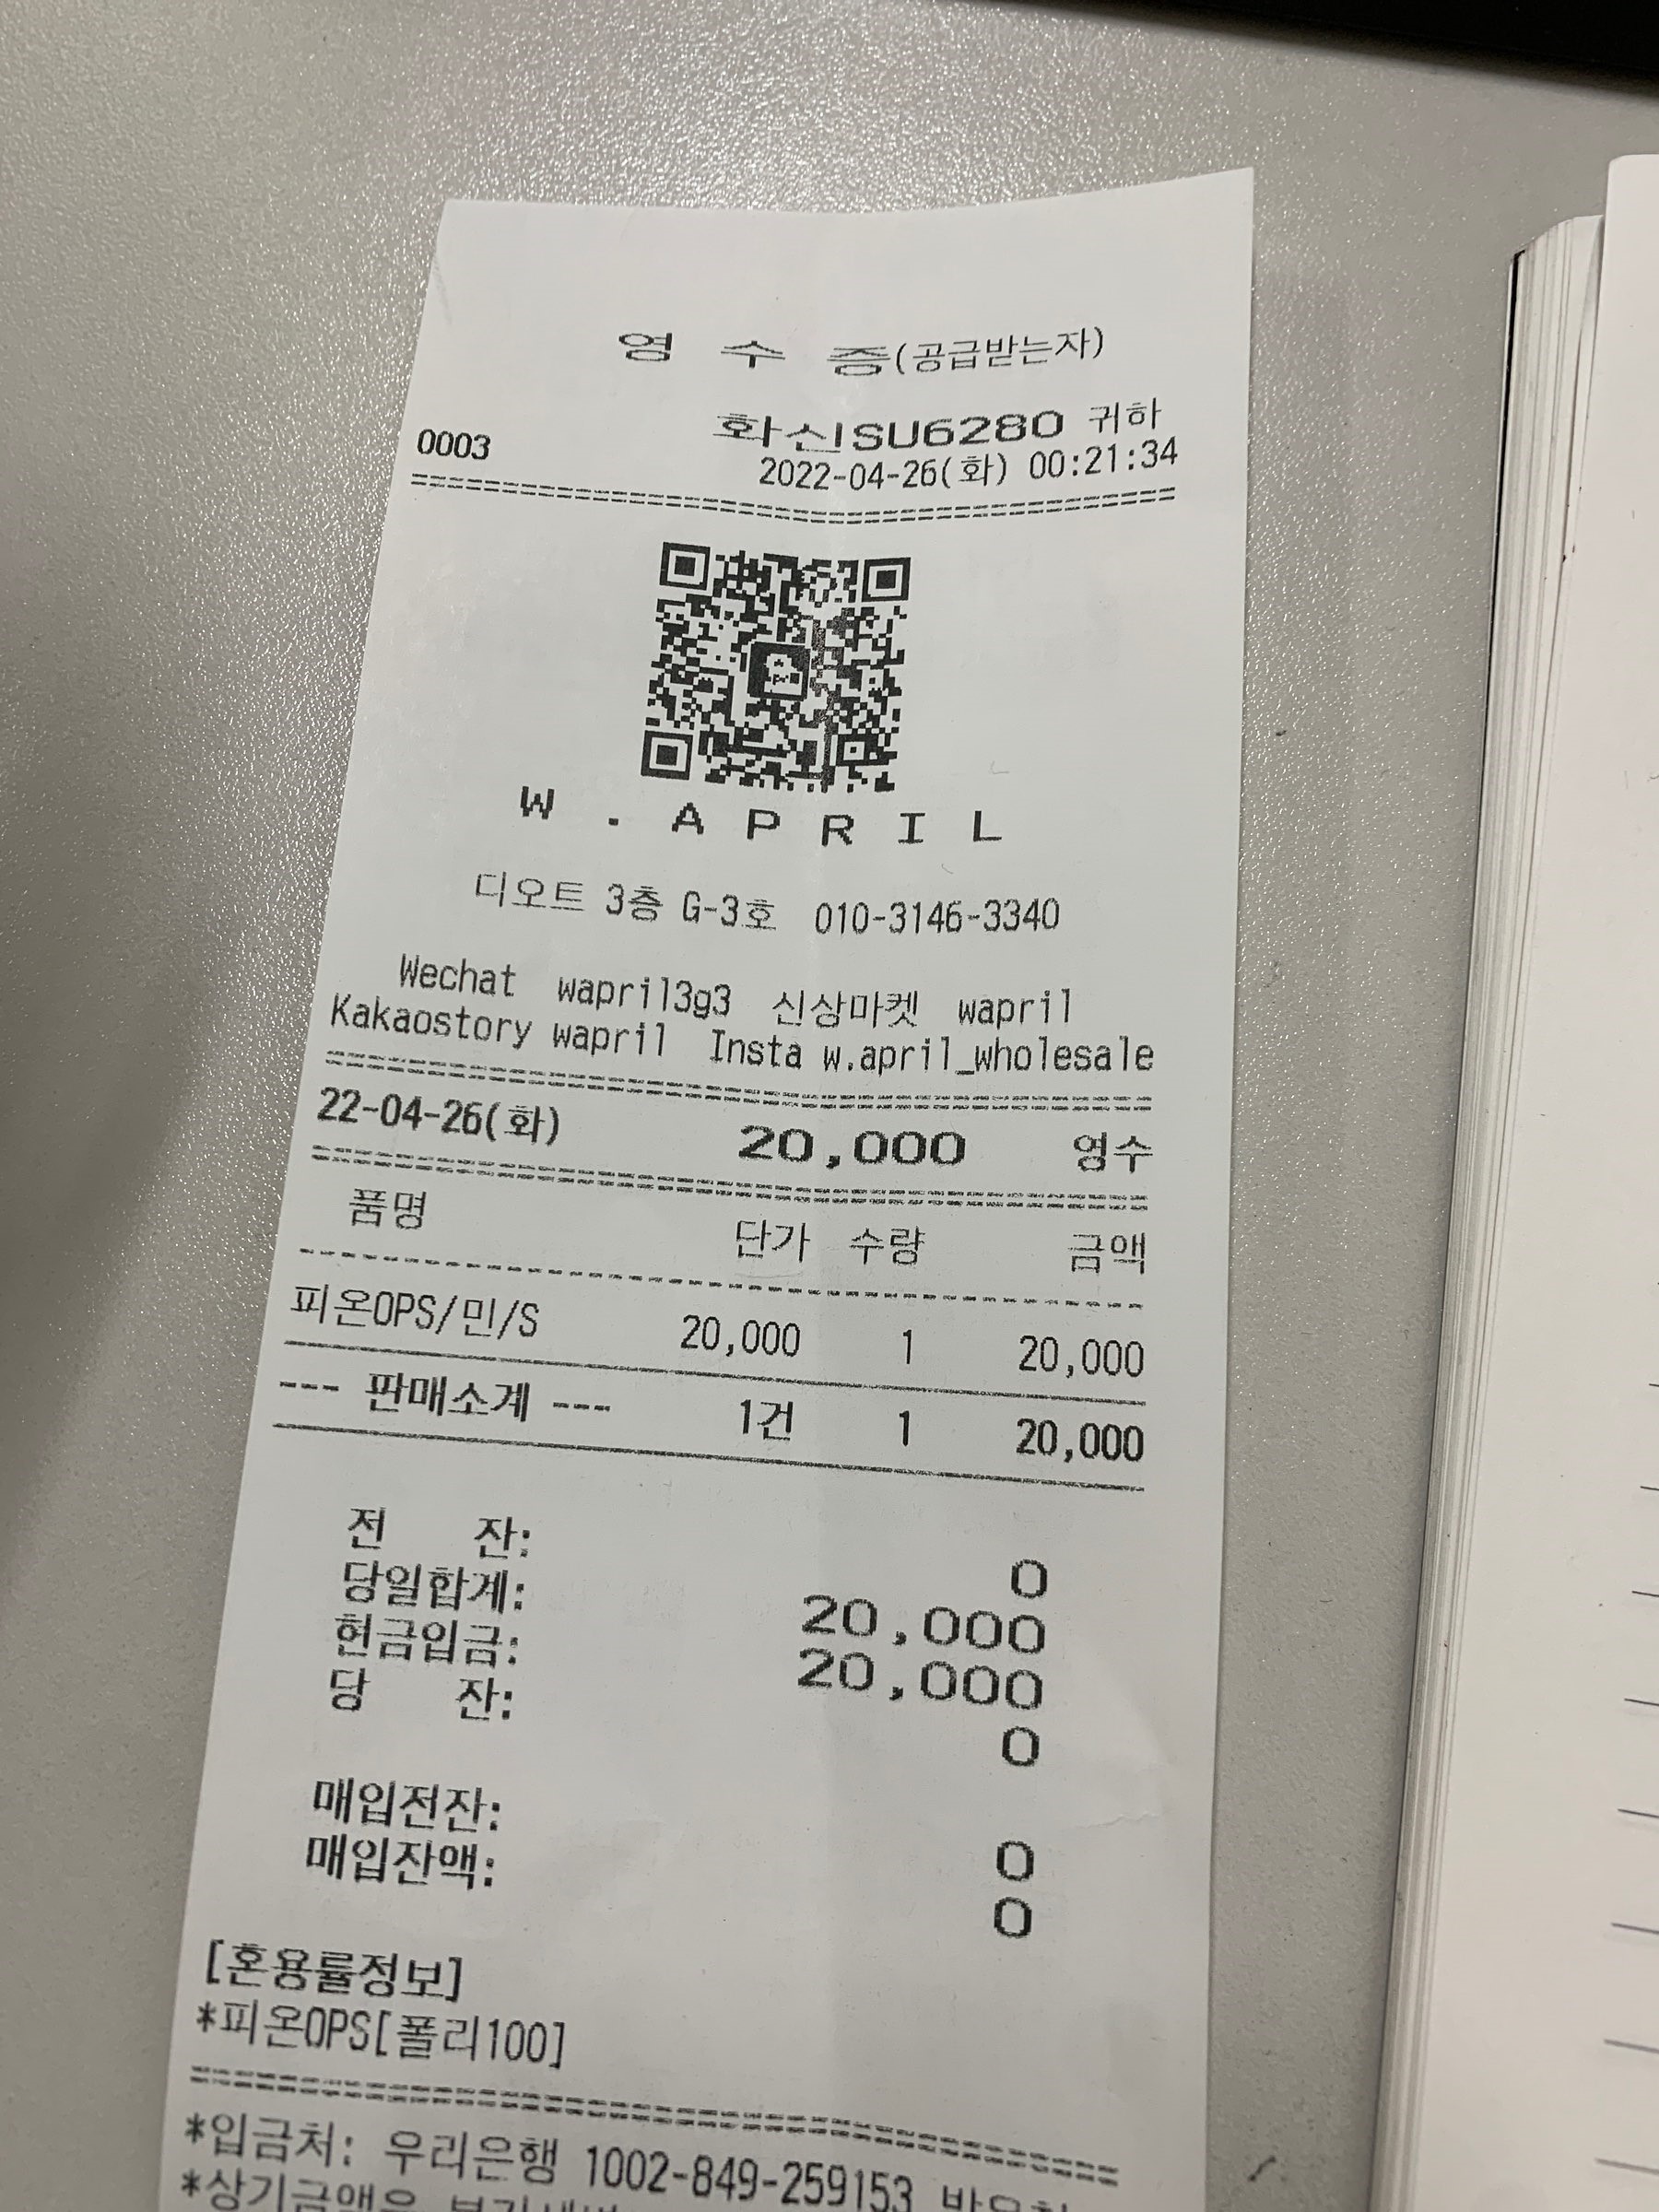 영 수 증(공급받는자)
화신ISU6280 귀하
0003 2022-04-26(화) 00:21:34
W . A P R I L
디오트 3층 G-3호 010-3146-3340
Wechat wapril3g3 신상마켓 wapril
Kakaostory wapril Insta w.april_wholesale
22-04-26(화) 20,000 영수
품명 단가 수량 금액
피온OPS/민/S 20,000 1 20,000
--- 판매소계 --- 1건 1 20,000
전 잔: 0
당일합계: 20,000
현금입금: 20,000
당 잔: 0
매입전잔: 0
매입잔액: 0
[혼용률정보]
*피온OPS[폴리100]
*입금처: 우리은행 1002-849-259153
*상기금액은